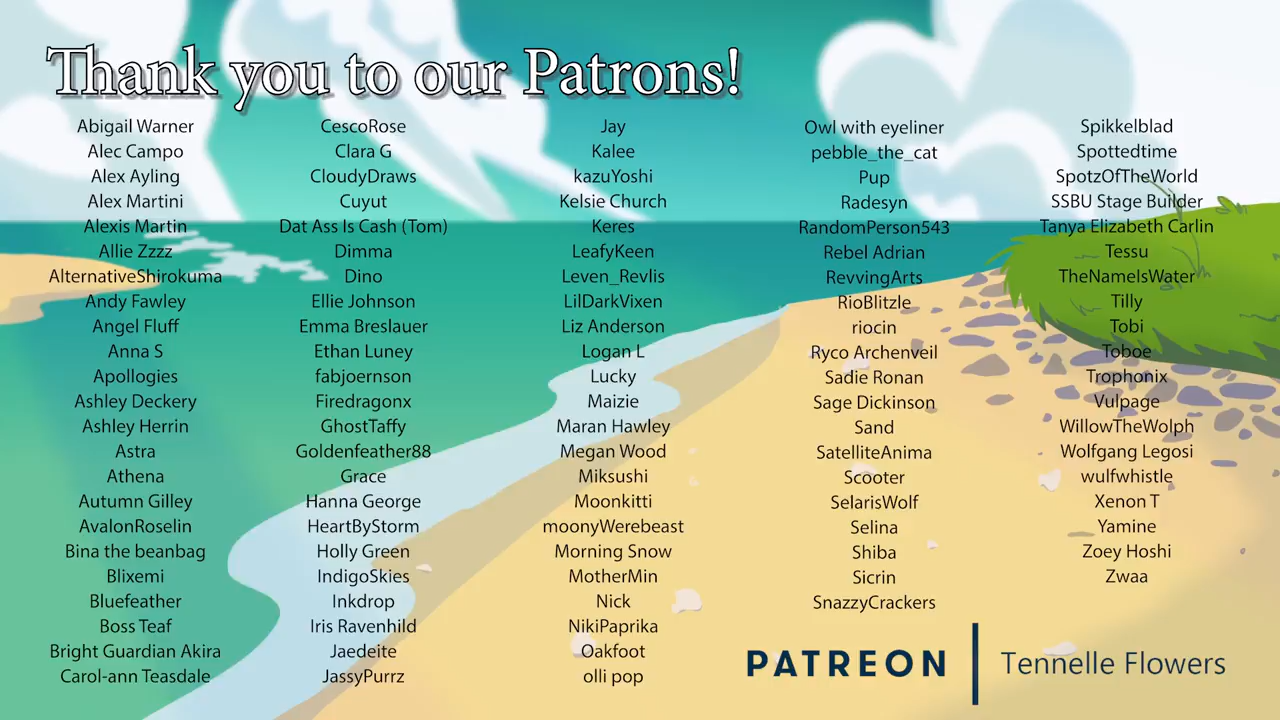 Thank you to our Patrons!
Abigail Warner
Alec Campo
Alex Ayling
Alex Martini
Alexis Martin
Allie Zzzz
AlternativeShirokuma
Andy Fawley
Angel Fluff
Anna S
Apollogies
Ashley Deckery
Ashley Herrin
Astra
Athena
Autumn Gilley
AvalonRoselin
Bina the beanbag
Blixemi
Bluefeather
Boss Teaf
Bright Guardian Akira
Carol-ann Teasdale
CescoRose
Clara G
CloudyDraws
Cuyut
Dat Ass Is Cash (Tom)
Dimma
Dino
Ellie Johnson
Emma Breslauer
Ethan Luney
fabjoernson
Firedragonx
GhostTaffy
Goldenfeather88
Grace
Hanna George
HeartByStorm
Holly Green
IndigoSkies
Inkdrop
Iris Ravenhild
Jaedeite
JassyPurrz
Jay
Kalee
kazuYoshi
Kelsie Church
Keres
LeafyKeen
Leven_Revlis
LilDarkVixen
Liz Anderson
Logan L
Lucky
Maizie
Maran Hawley
Megan Wood
Miksushi
Moonkitti
moonyWerebeast
Morning Snow
MotherMin
Nick
NikiPaprika
Oakfoot
olli pop
Owl with eyeliner
pebble_the_cat
Pup
Radesyn
RandomPerson543
Rebel Adrian
RevvingArts
RioBlitzle
riocin
Ryco Archenveil
Sadie Ronan
Sage Dickinson
Sand
SatelliteAnima
Scooter
SelarisWolf
Selina
Shiba
Sicrin
SnazzyCrackers
Spikkelblad
Spottedtime
SpotzOfTheWorld
SSBU Stage Builder
Tanya Elizabeth Carlin
Tessu
TheNameIsWater
Tilly
Tobi
Toboe
Trophonix
Vulpage
WillowTheWolph
Wolfgang Legosi
wulfwhistle
Xenon T
Yamine
Zoey Hoshi
Zwaa
PATREON | Tennelle Flowers